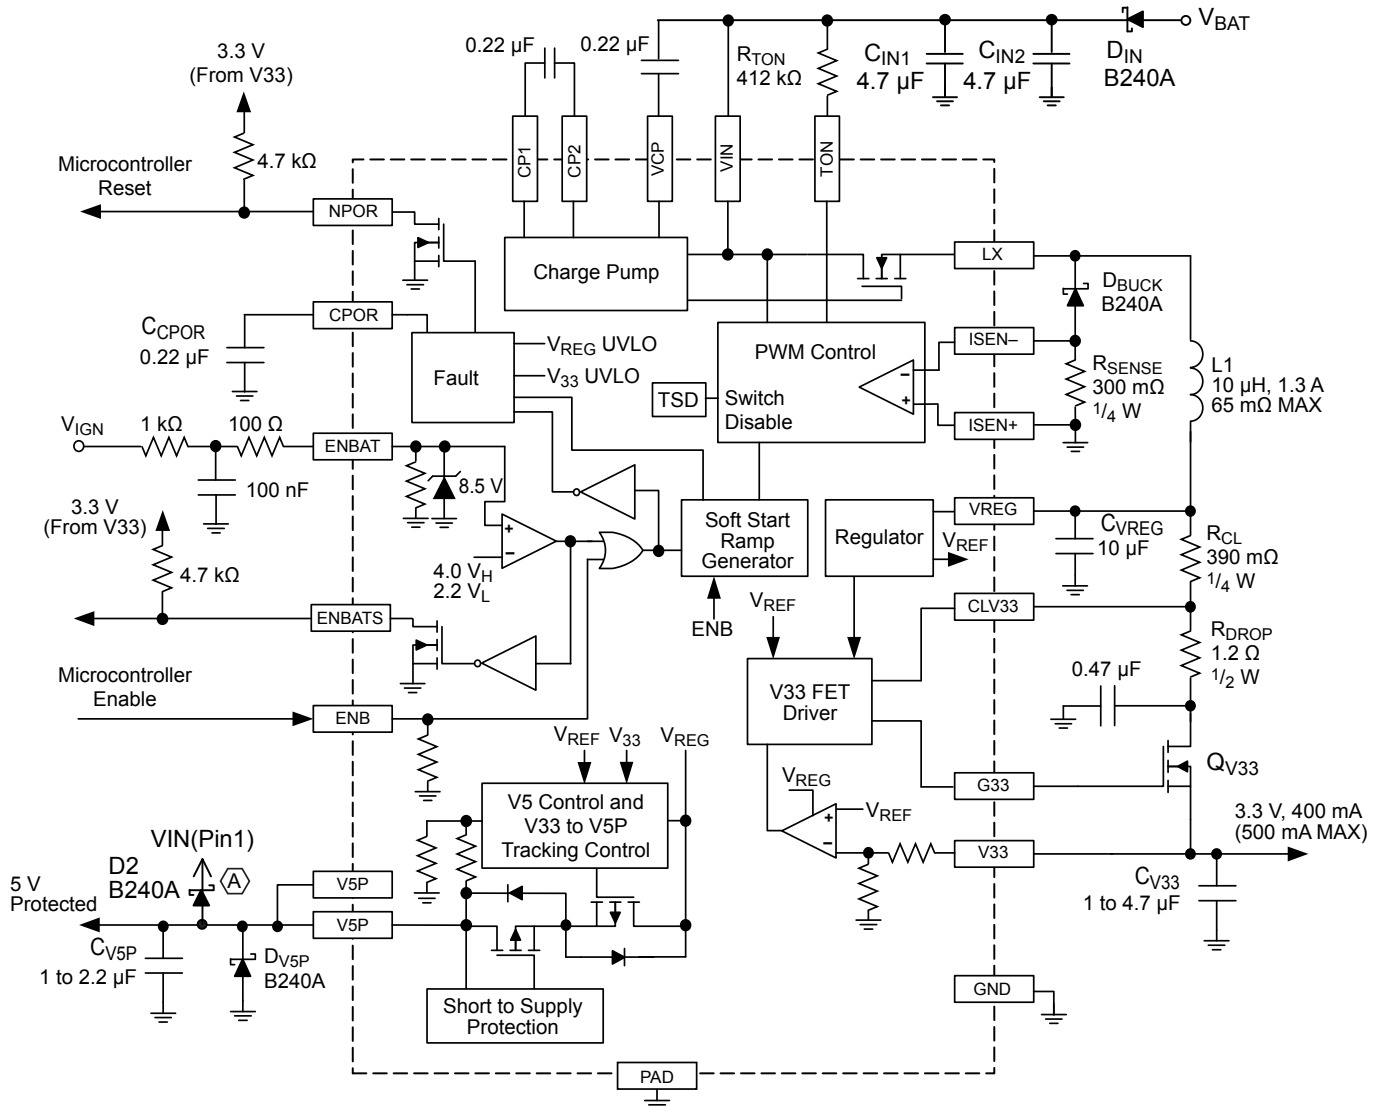 V_BAT
0.22 µF
0.22 µF
R_TON
412 kΩ
C_IN1
4.7 µF
C_IN2
4.7 µF
D_IN
B240A
3.3 V
(From V33)
4.7 kΩ
Microcontroller
Reset
NPOR
CP1
CP2
VCP
VIN
TON
Charge Pump
LX
D_BUCK
B240A
C_CPOR
0.22 µF
CPOR
Fault
V_REG UVLO
V_33 UVLO
TSD
PWM Control
Switch
Disable
–
+
ISEN–
ISEN+
R_SENSE
300 mΩ
1/4 W
L1
10 µH, 1.3 A
65 mΩ MAX
V_IGN
1 kΩ
100 Ω
100 nF
ENBAT
8.5 V
+
–
4.0 V_H
2.2 V_L
Soft Start
Ramp
Generator
ENB
Regulator
V_REF
VREG
C_VREG
10 µF
R_CL
390 mΩ
1/4 W
3.3 V
(From V33)
4.7 kΩ
ENBATS
CLV33
V_REF
R_DROP
1.2 Ω
1/2 W
0.47 µF
V33 FET
Driver
Microcontroller
Enable
ENB
V_REF
V_33
V_REG
V5 Control and
V33 to V5P
Tracking Control
G33
Q_V33
V_REG
V_REF
+
–
V33
3.3 V, 400 mA
(500 mA MAX)
C_V33
1 to 4.7 µF
VIN(Pin1)
D2
B240A
A
V5P
5 V
Protected
V5P
C_V5P
1 to 2.2 µF
D_V5P
B240A
Short to Supply
Protection
GND
PAD